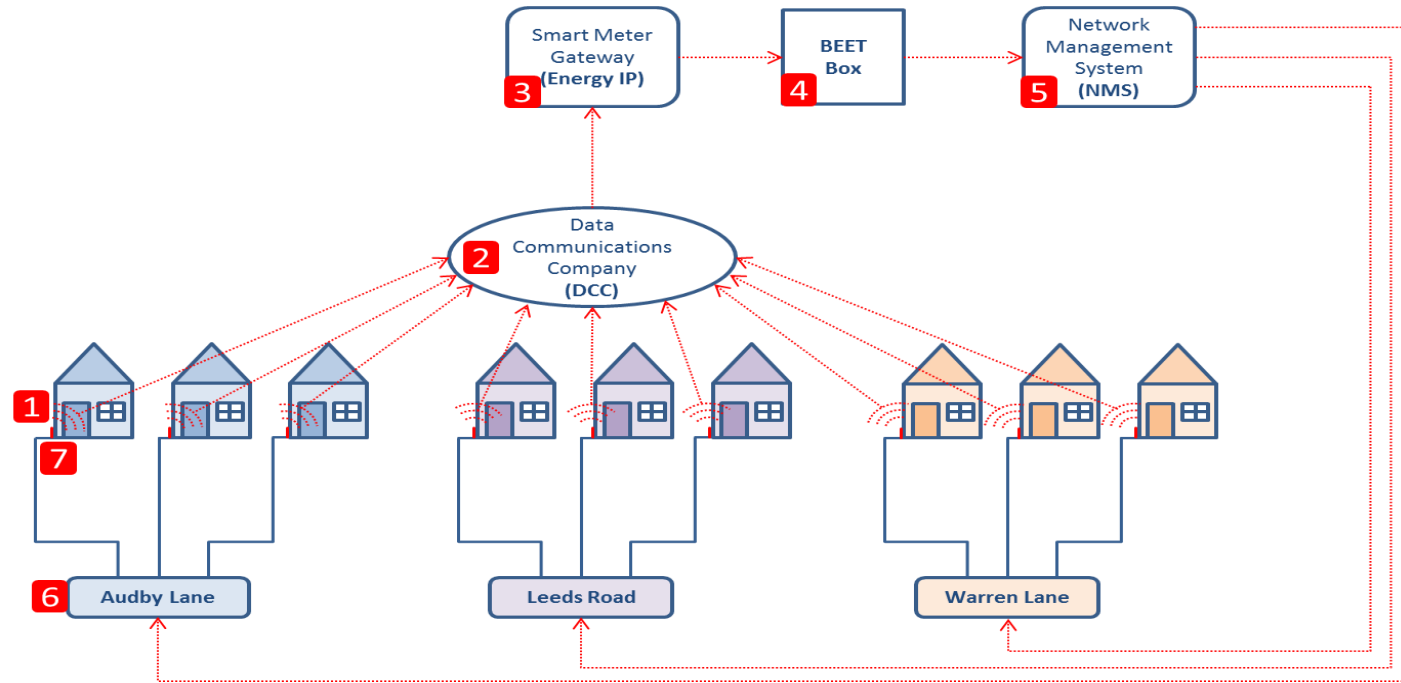 Smart Meter
Gateway
(Energy IP)
3
BEET
Box
4
Network
Management
System
(NMS)
5
Data
Communications
Company
(DCC)
2
1
7
6
Audby Lane
Leeds Road
Warren Lane